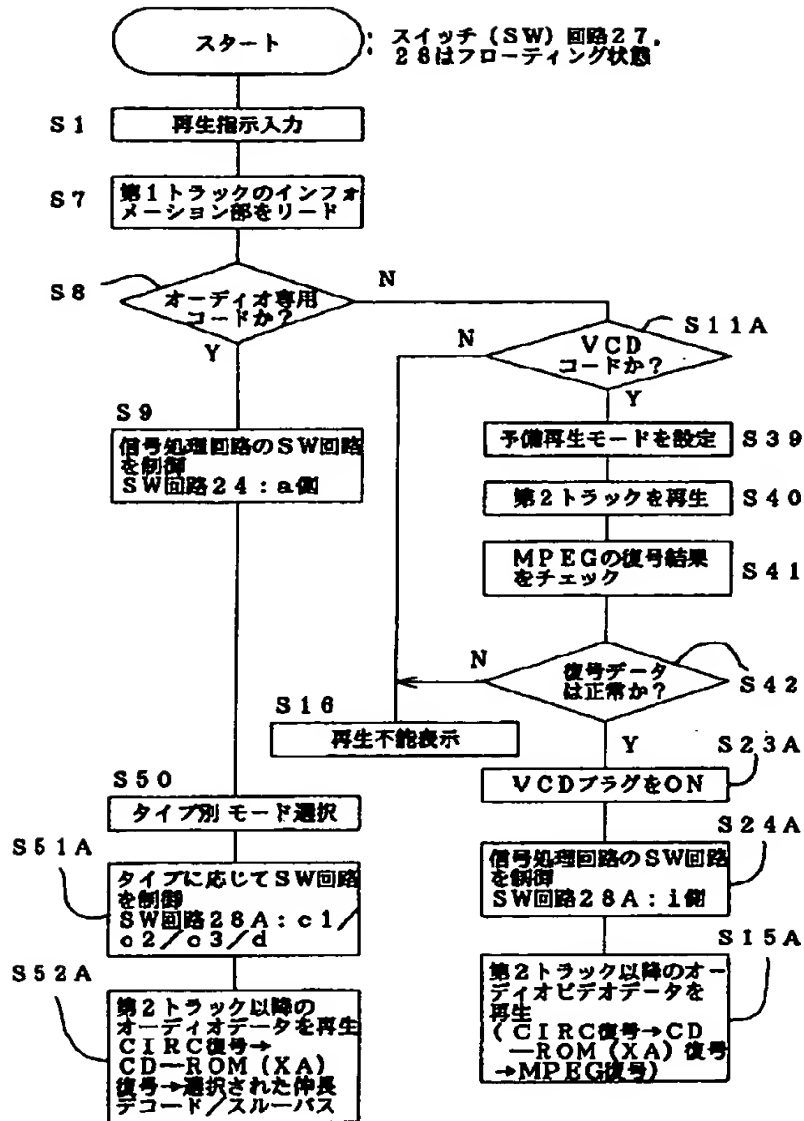 スタート
: スイッチ(SW)回路27,
: 28はフローティング状態
S1
再生指示入力
S7
第1トラックのインフォ
メーション部をリード
S8
オーディオ専用
コードか?
N
Y
S11A
VCD
コードか?
N
Y
S9
信号処理回路のSW回路
を制御
SW回路24:a側
予備再生モードを設定
S39
第2トラックを再生
S40
MPEGの復号結果
をチェック
S41
復号データ
は正常か?
S42
N
Y
S16
再生不能表示
S23A
VCDフラグをON
S50
タイプ別 モード選択
S24A
信号処理回路のSW回路
を制御
SW回路28A:i側
S51A
タイプに応じてSW回路
を制御
SW回路28A:c1/
c2/c3/d
S15A
第2トラック以降のオー
ディオビデオデータを
再生
(CIRC復号→CD
―ROM(XA)復号
→MPEG復号)
S52A
第2トラック以降の
オーディオデータを再生
CIRC復号→
CD―ROM(XA)
復号→選択された伸長
デコード/スルーパス